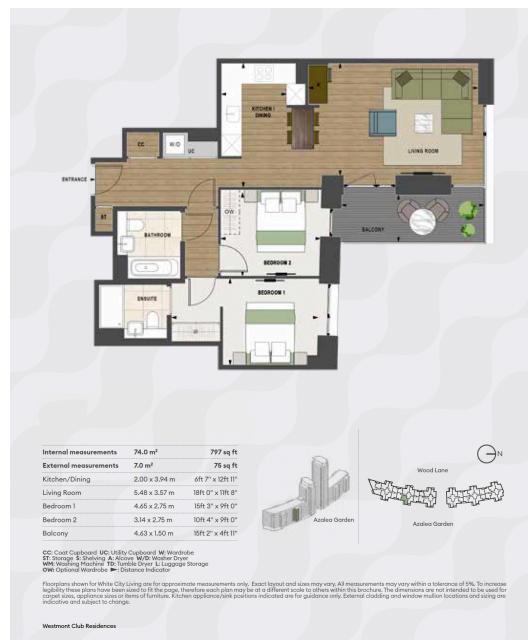 KITCHEN / DINING
CC
W/D
UC
LIVING ROOM
ENTRANCE
ST
OW
BATHROOM
BALCONY
BEDROOM 2
BEDROOM 1
ENSUITE
W
Internal measurements 74.0 m² 797 sq ft
External measurements 7.0 m² 75 sq ft
Kitchen/Dining 2.00 x 3.94 m 6ft 7" x 12ft 11"
Living Room 5.48 x 3.57 m 18ft 0" x 11ft 8"
Bedroom 1 4.65 x 2.75 m 15ft 3" x 9ft 0"
Bedroom 2 3.14 x 2.75 m 10ft 4" x 9ft 0"
Balcony 4.63 x 1.50 m 15ft 2" x 4ft 11"
N
Wood Lane
Azalea Garden
Azalea Garden
CC: Coat Cupboard UC: Utility Cupboard W: Wardrobe
ST: Storage S: Shelving A: Alcove W/D: Washer Dryer
WM: Washing Machine TD: Tumble Dryer L: Luggage Storage
OW: Optional Wardrobe ►: Distance Indicator
Floorplans shown for White City Living are for approximate measurements only. Exact layout and sizes may vary. All measurements may vary within a tolerance of 5%. To increase
legibility these plans have been sized to fit the page, therefore each plan may be at a different scale to others within this brochure. The dimensions are not intended to be used for
carpet sizes, appliance sizes or items of furniture. Kitchen appliance/sink positions indicated are for guidance only. External cladding and window mullion locations and sizing are
indicative and subject to change.
Westmont Club Residences